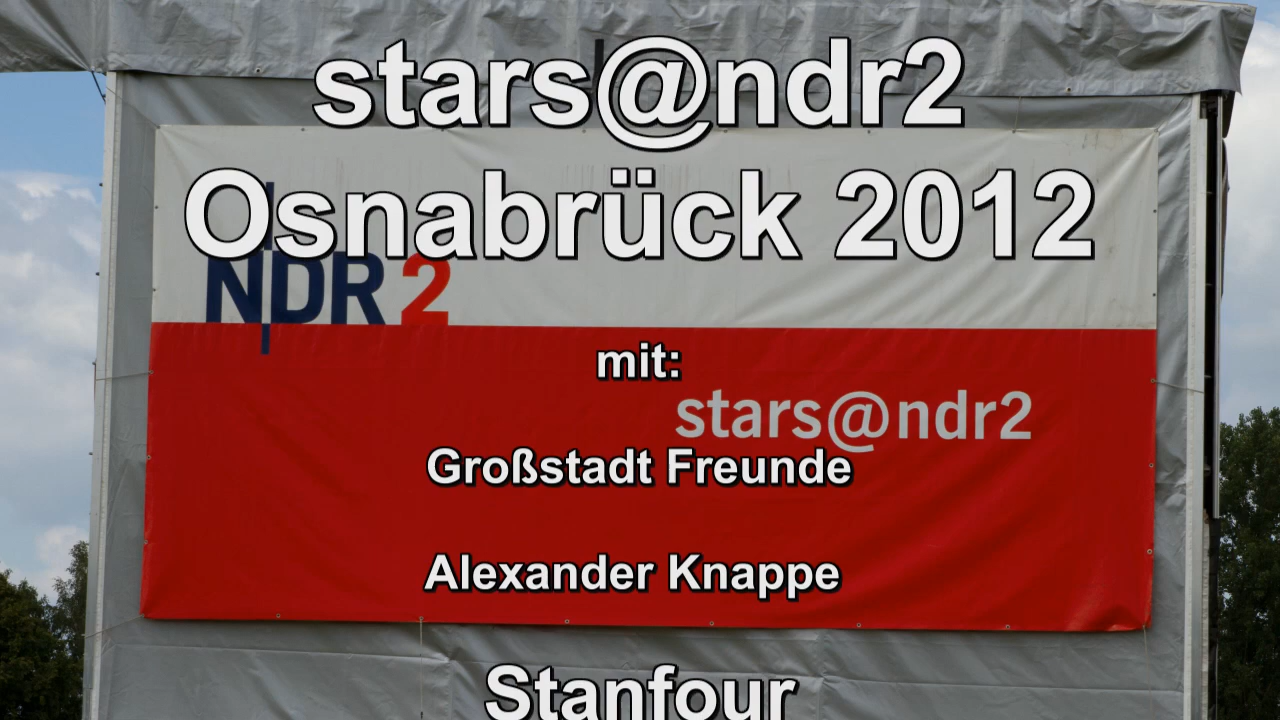 stars@ndr2
Osnabrück 2012
NDR 2
mit:
stars@ndr2
Großstadt Freunde
Alexander Knappe
Stanfour